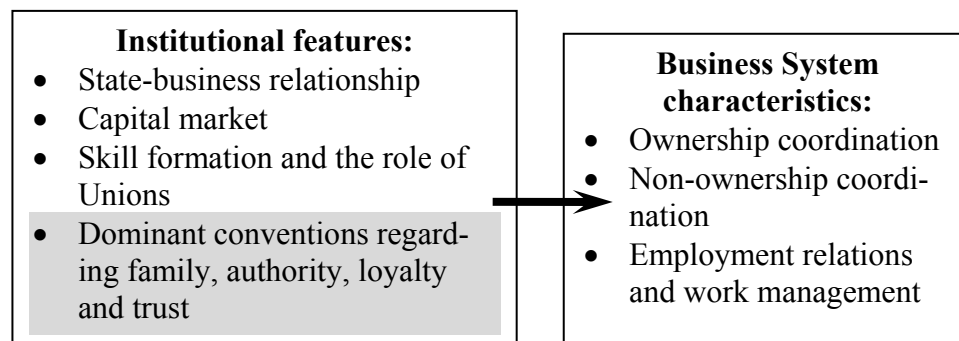 Institutional features:
• State-business relationship
• Capital market
• Skill formation and the role of
Unions
• Dominant conventions regard-
ing family, authority, loyalty
and trust
Business System
characteristics:
• Ownership coordination
• Non-ownership coordi-
nation
• Employment relations
and work management